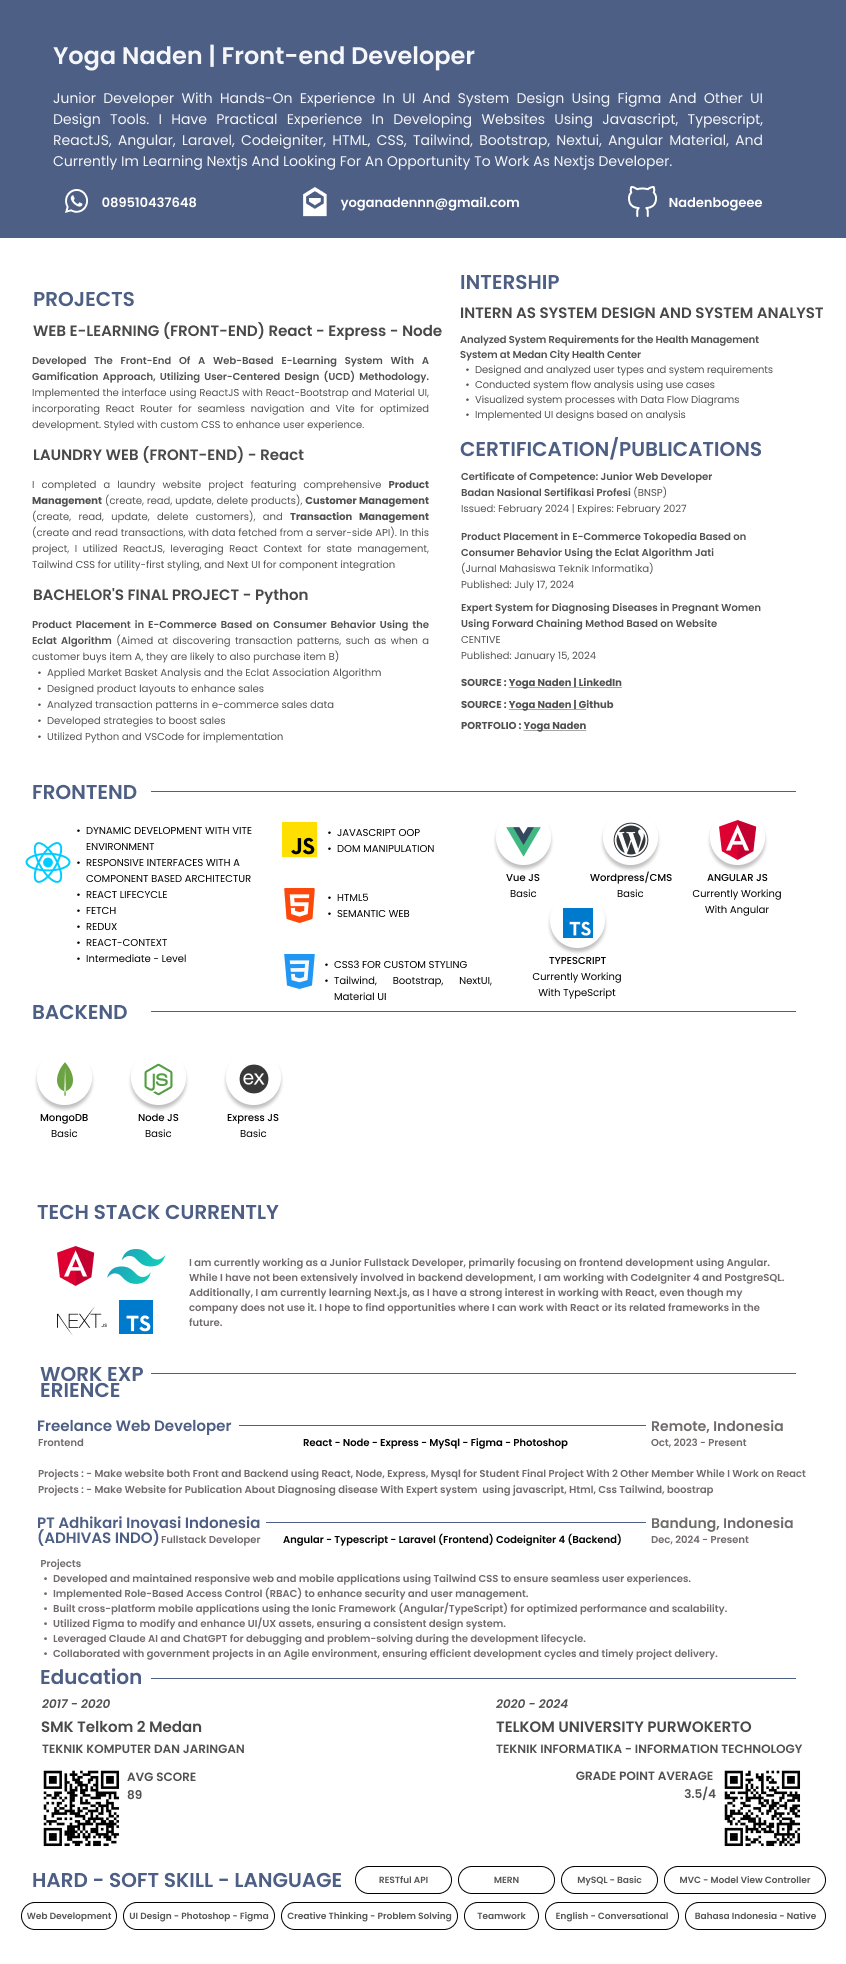 Yoga Naden | Front-end Developer
Junior Developer With Hands-On Experience In UI And System Design Using Figma And Other UI
Design Tools. I Have Practical Experience In Developing Websites Using Javascript, Typescript,
ReactJS, Angular, Laravel, Codeigniter, HTML, CSS, Tailwind, Bootstrap, Nextui, Angular Material, And
Currently Im Learning Nextjs And Looking For An Opportunity To Work As Nextjs Developer.
089510437648
yoganadennn@gmail.com
Nadenbogeee
PROJECTS
WEB E-LEARNING (FRONT-END) React - Express - Node
Developed The Front-End Of A Web-Based E-Learning System With A
Gamification Approach, Utilizing User-Centered Design (UCD) Methodology.
Implemented the interface using ReactJS with React-Bootstrap and Material UI,
incorporating React Router for seamless navigation and Vite for optimized
development. Styled with custom CSS to enhance user experience.
LAUNDRY WEB (FRONT-END) - React
I completed a laundry website project featuring comprehensive Product
Management (create, read, update, delete products), Customer Management
(create, read, update, delete customers), and Transaction Management
(create and read transactions, with data fetched from a server-side API). In this
project, I utilized ReactJS, leveraging React Context for state management,
Tailwind CSS for utility-first styling, and Next UI for component integration
BACHELOR'S FINAL PROJECT - Python
Product Placement in E-Commerce Based on Consumer Behavior Using the
Eclat Algorithm (Aimed at discovering transaction patterns, such as when a
customer buys item A, they are likely to also purchase item B)
• Applied Market Basket Analysis and the Eclat Association Algorithm
• Designed product layouts to enhance sales
• Analyzed transaction patterns in e-commerce sales data
• Developed strategies to boost sales
• Utilized Python and VSCode for implementation
INTERSHIP
INTERN AS SYSTEM DESIGN AND SYSTEM ANALYST
Analyzed System Requirements for the Health Management
System at Medan City Health Center
• Designed and analyzed user types and system requirements
• Conducted system flow analysis using use cases
• Visualized system processes with Data Flow Diagrams
• Implemented UI designs based on analysis
CERTIFICATION/PUBLICATIONS
Certificate of Competence: Junior Web Developer
Badan Nasional Sertifikasi Profesi (BNSP)
Issued: February 2024 | Expires: February 2027
Product Placement in E-Commerce Tokopedia Based on
Consumer Behavior Using the Eclat Algorithm Jati
(Jurnal Mahasiswa Teknik Informatika)
Published: July 17, 2024
Expert System for Diagnosing Diseases in Pregnant Women
Using Forward Chaining Method Based on Website
CENTIVE
Published: January 15, 2024
SOURCE : Yoga Naden | LinkedIn
SOURCE : Yoga Naden | Github
PORTFOLIO : Yoga Naden
FRONTEND
• DYNAMIC DEVELOPMENT WITH VITE
ENVIRONMENT
• RESPONSIVE INTERFACES WITH A
COMPONENT BASED ARCHITECTUR
• REACT LIFECYCLE
• FETCH
• REDUX
• REACT-CONTEXT
• Intermediate - Level
JS
• JAVASCRIPT OOP
• DOM MANIPULATION
• HTML5
• SEMANTIC WEB
• CSS3 FOR CUSTOM STYLING
• Tailwind, Bootstrap, NextUI,
Material UI
Vue JS
Basic
Wordpress/CMS
Basic
ANGULAR JS
Currently Working
With Angular
TS
TYPESCRIPT
Currently Working
With TypeScript
BACKEND
MongoDB
Basic
JS
Node JS
Basic
ex
Express JS
Basic
TECH STACK CURRENTLY
NEXT.JS
TS
I am currently working as a Junior Fullstack Developer, primarily focusing on frontend development using Angular.
While I have not been extensively involved in backend development, I am working with CodeIgniter 4 and PostgreSQL.
Additionally, I am currently learning Next.js, as I have a strong interest in working with React, even though my
company does not use it. I hope to find opportunities where I can work with React or its related frameworks in the
future.
WORK EXP
ERIENCE
Freelance Web Developer
Remote, Indonesia
Frontend
React - Node - Express - MySql - Figma - Photoshop
Oct, 2023 - Present
Projects : - Make website both Front and Backend using React, Node, Express, Mysql for Student Final Project With 2 Other Member While I Work on React
Projects : - Make Website for Publication About Diagnosing disease With Expert system using javascript, Html, Css Tailwind, boostrap
PT Adhikari Inovasi Indonesia
Bandung, Indonesia
(ADHIVAS INDO) Fullstack Developer
Angular - Typescript - Laravel (Frontend) Codeigniter 4 (Backend)
Dec, 2024 - Present
Projects
• Developed and maintained responsive web and mobile applications using Tailwind CSS to ensure seamless user experiences.
• Implemented Role-Based Access Control (RBAC) to enhance security and user management.
• Built cross-platform mobile applications using the Ionic Framework (Angular/TypeScript) for optimized performance and scalability.
• Utilized Figma to modify and enhance UI/UX assets, ensuring a consistent design system.
• Leveraged Claude AI and ChatGPT for debugging and problem-solving during the development lifecycle.
• Collaborated with government projects in an Agile environment, ensuring efficient development cycles and timely project delivery.
Education
2017 - 2020
SMK Telkom 2 Medan
TEKNIK KOMPUTER DAN JARINGAN
AVG SCORE
89
2020 - 2024
TELKOM UNIVERSITY PURWOKERTO
TEKNIK INFORMATIKA - INFORMATION TECHNOLOGY
GRADE POINT AVERAGE
3.5/4
HARD - SOFT SKILL - LANGUAGE
RESTful API
MERN
MySQL - Basic
MVC - Model View Controller
Web Development
UI Design - Photoshop - Figma
Creative Thinking - Problem Solving
Teamwork
English - Conversational
Bahasa Indonesia - Native